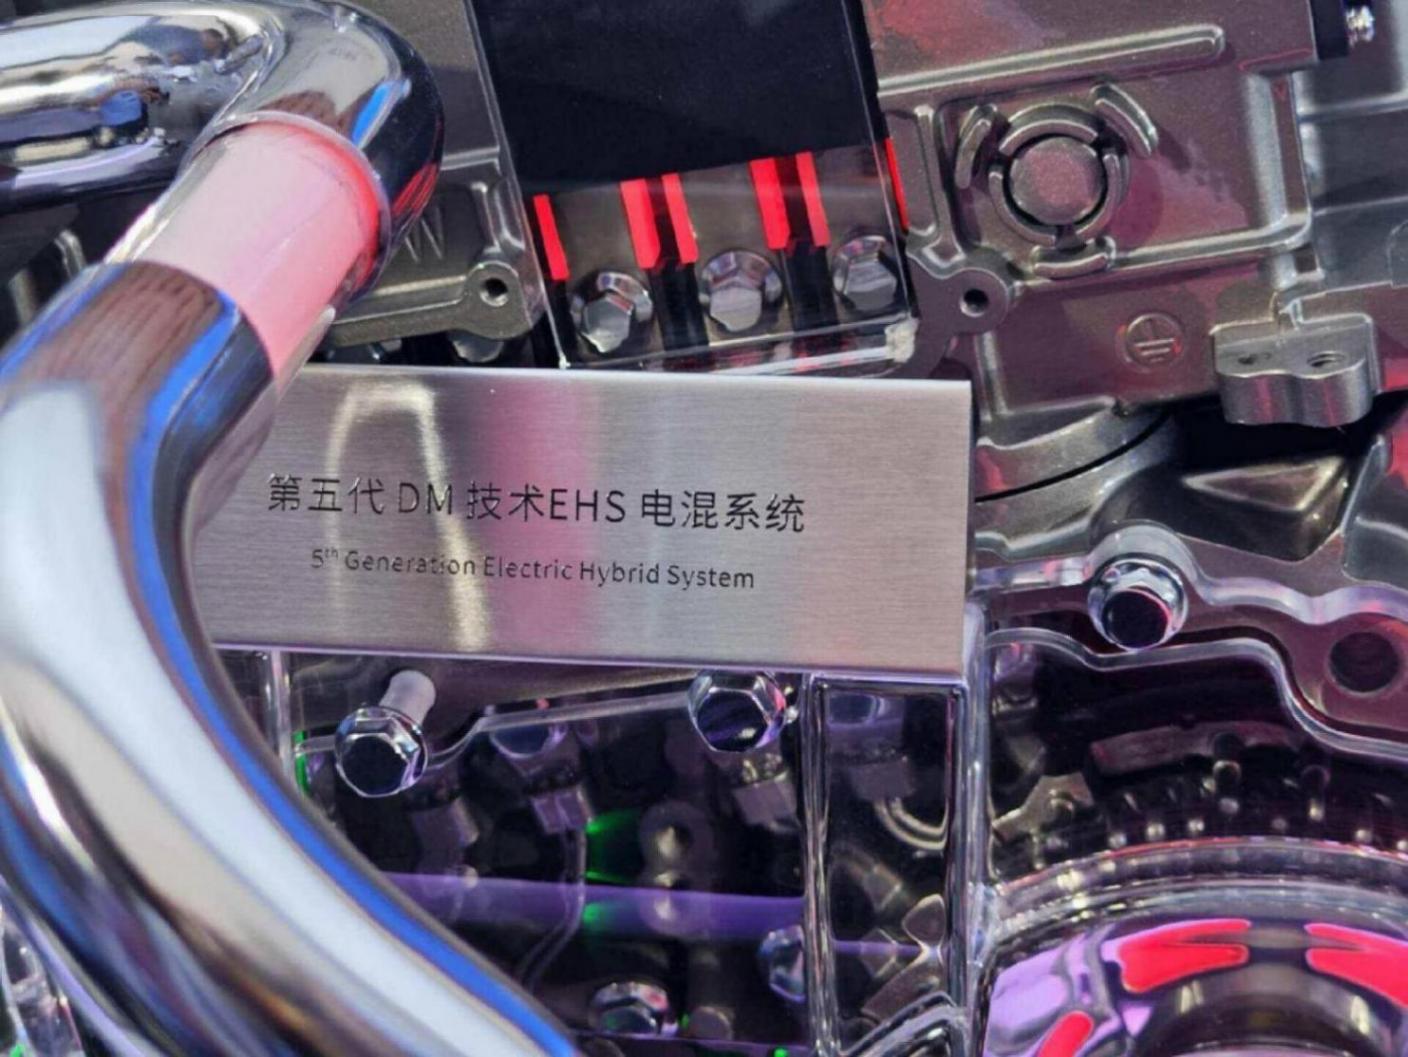 第五代 DM 技术EHS 电混系统
5th Generation Electric Hybrid System